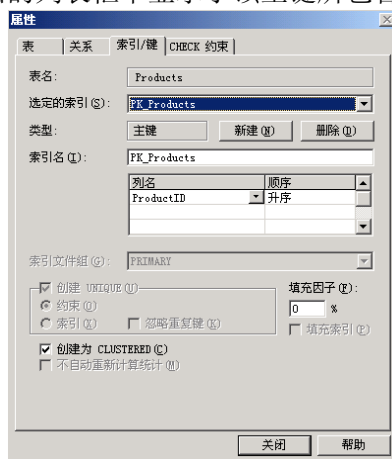 属性
表 关系 索引/键 CHECK 约束
表名: Products
选定的索引(S): PK_Products
类型: 主键 新建(N) 删除(D)
索引名(I): PK_Products
列名 顺序
ProductID 升序
索引文件组(G): PRIMARY
创建 UNIQUE(U) 填充因子(F):
约束(O) 0 %
索引(X) 忽略重复键(K) 填充索引(P)
创建为 CLUSTERED(C)
不自动重新计算统计(M)
关闭 帮助